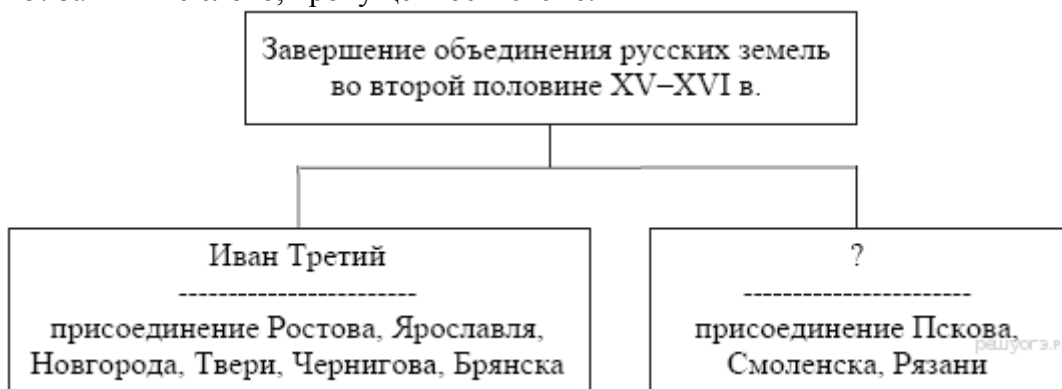 Завершение объединения русских земель
во второй половине XV–XVI в.
Иван Третий
------------------------
присоединение Ростова, Ярославля,
Новгорода, Твери, Чернигова, Брянска
?
-----------------------
присоединение Пскова,
Смоленска, Рязани